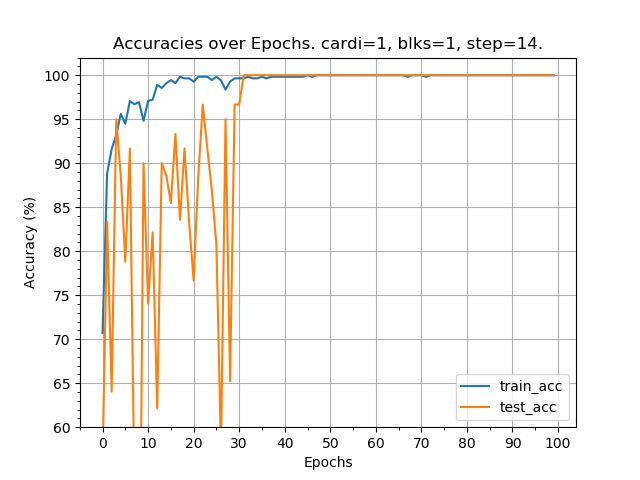 Accuracies over Epochs. cardi=1, blks=1, step=14.
Accuracy (%)
100
95
90
85
80
75
70
65
60
train_acc
test_acc
0 10 20 30 40 50 60 70 80 90 100
Epochs